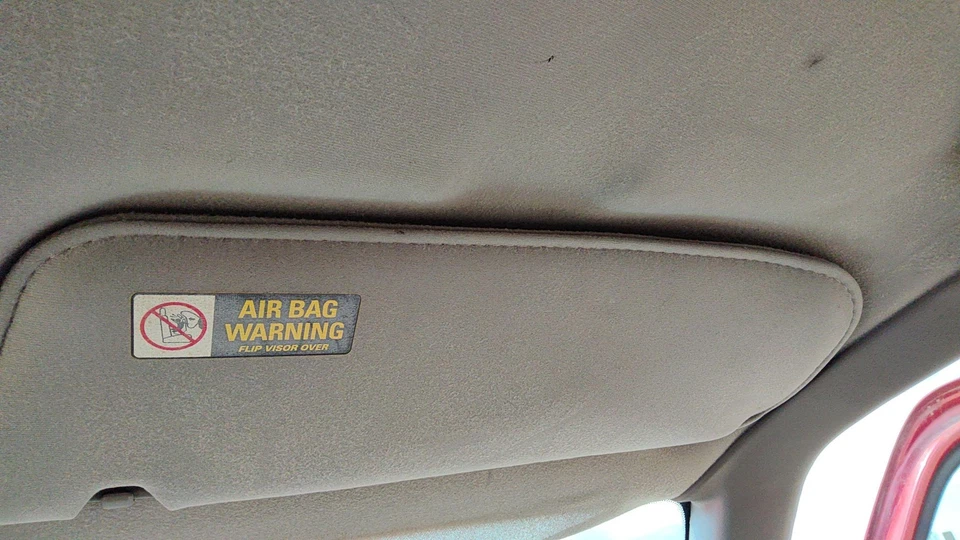 AIR BAG
WARNING
FLIP VISOR OVER